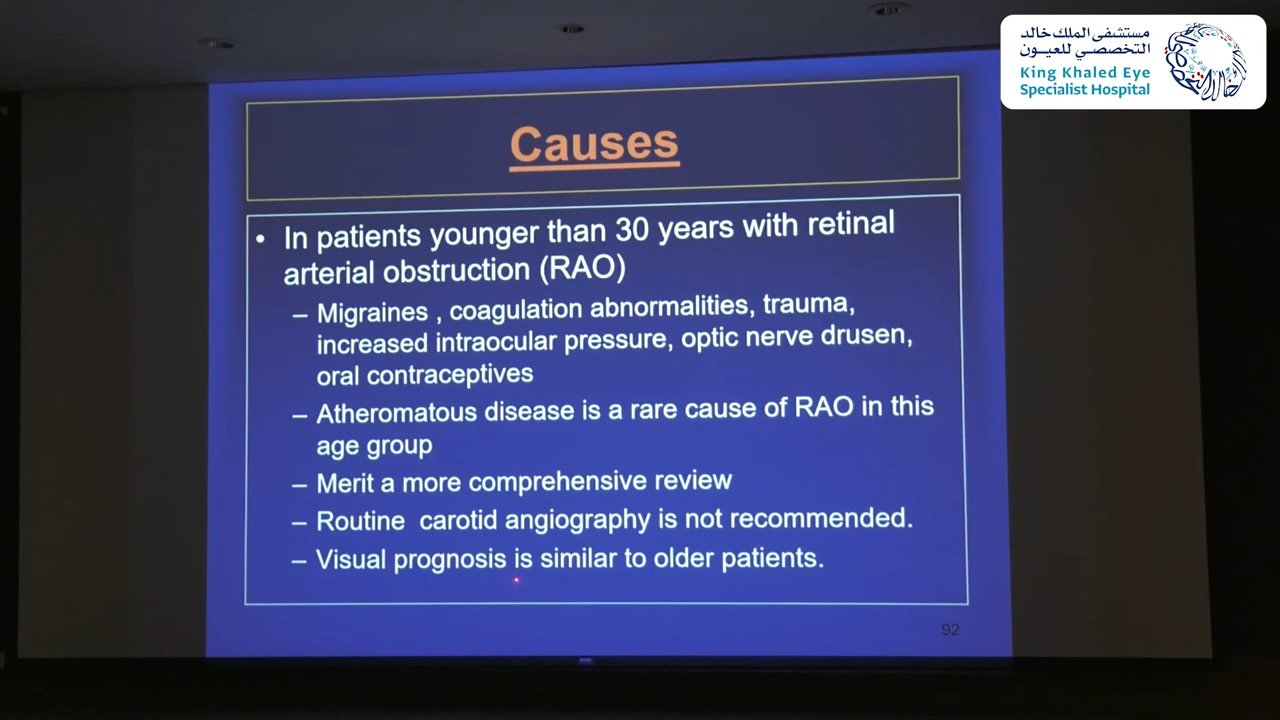 مستشفى الملك خالد
التخصصي للعيون
King Khaled Eye
Specialist Hospital
Causes
• In patients younger than 30 years with retinal
arterial obstruction (RAO)
– Migraines , coagulation abnormalities, trauma,
increased intraocular pressure, optic nerve drusen,
oral contraceptives
– Atheromatous disease is a rare cause of RAO in this
age group
– Merit a more comprehensive review
– Routine carotid angiography is not recommended.
– Visual prognosis is similar to older patients.
92